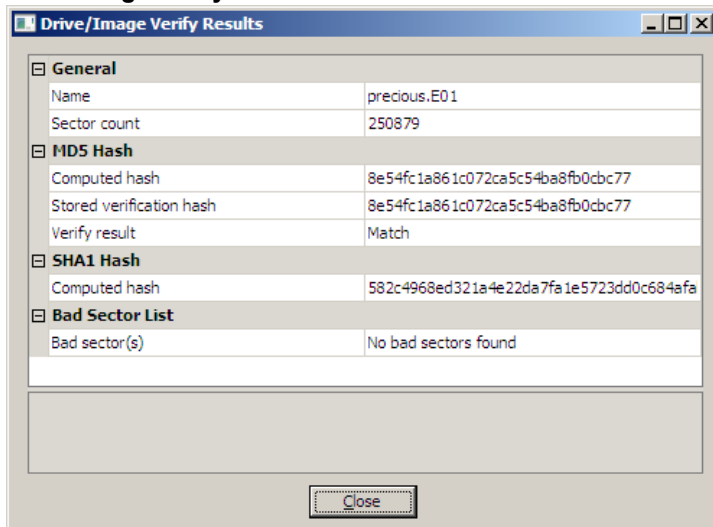 Drive/Image Verify Results
General
Name precious.E01
Sector count 250879
MD5 Hash
Computed hash 8e54fc1a861c072ca5c54ba8fb0cbc77
Stored verification hash 8e54fc1a861c072ca5c54ba8fb0cbc77
Verify result Match
SHA1 Hash
Computed hash 582c4968ed321a4e22da7fa1e5723dd0c684afa
Bad Sector List
Bad sector(s) No bad sectors found
Close